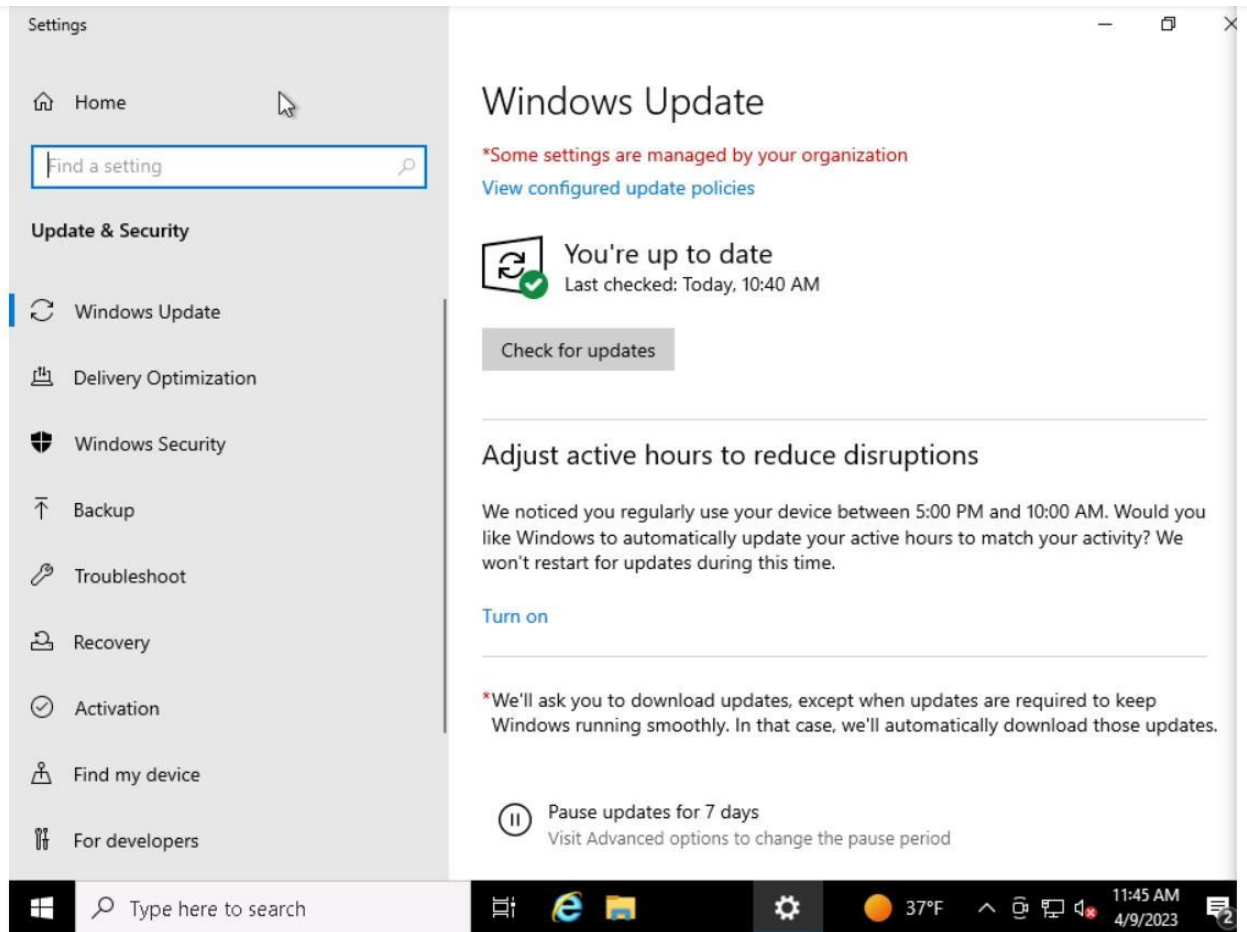 Settings
Home
Find a setting
Update & Security
Windows Update
Delivery Optimization
Windows Security
Backup
Troubleshoot
Recovery
Activation
Find my device
For developers
Windows Update
*Some settings are managed by your organization
View configured update policies
You're up to date
Last checked: Today, 10:40 AM
Check for updates
Adjust active hours to reduce disruptions
We noticed you regularly use your device between 5:00 PM and 10:00 AM. Would you
like Windows to automatically update your active hours to match your activity? We
won't restart for updates during this time.
Turn on
*We'll ask you to download updates, except when updates are required to keep
Windows running smoothly. In that case, we'll automatically download those updates.
Pause updates for 7 days
Visit Advanced options to change the pause period
Type here to search
37°F
11:45 AM
4/9/2023
2